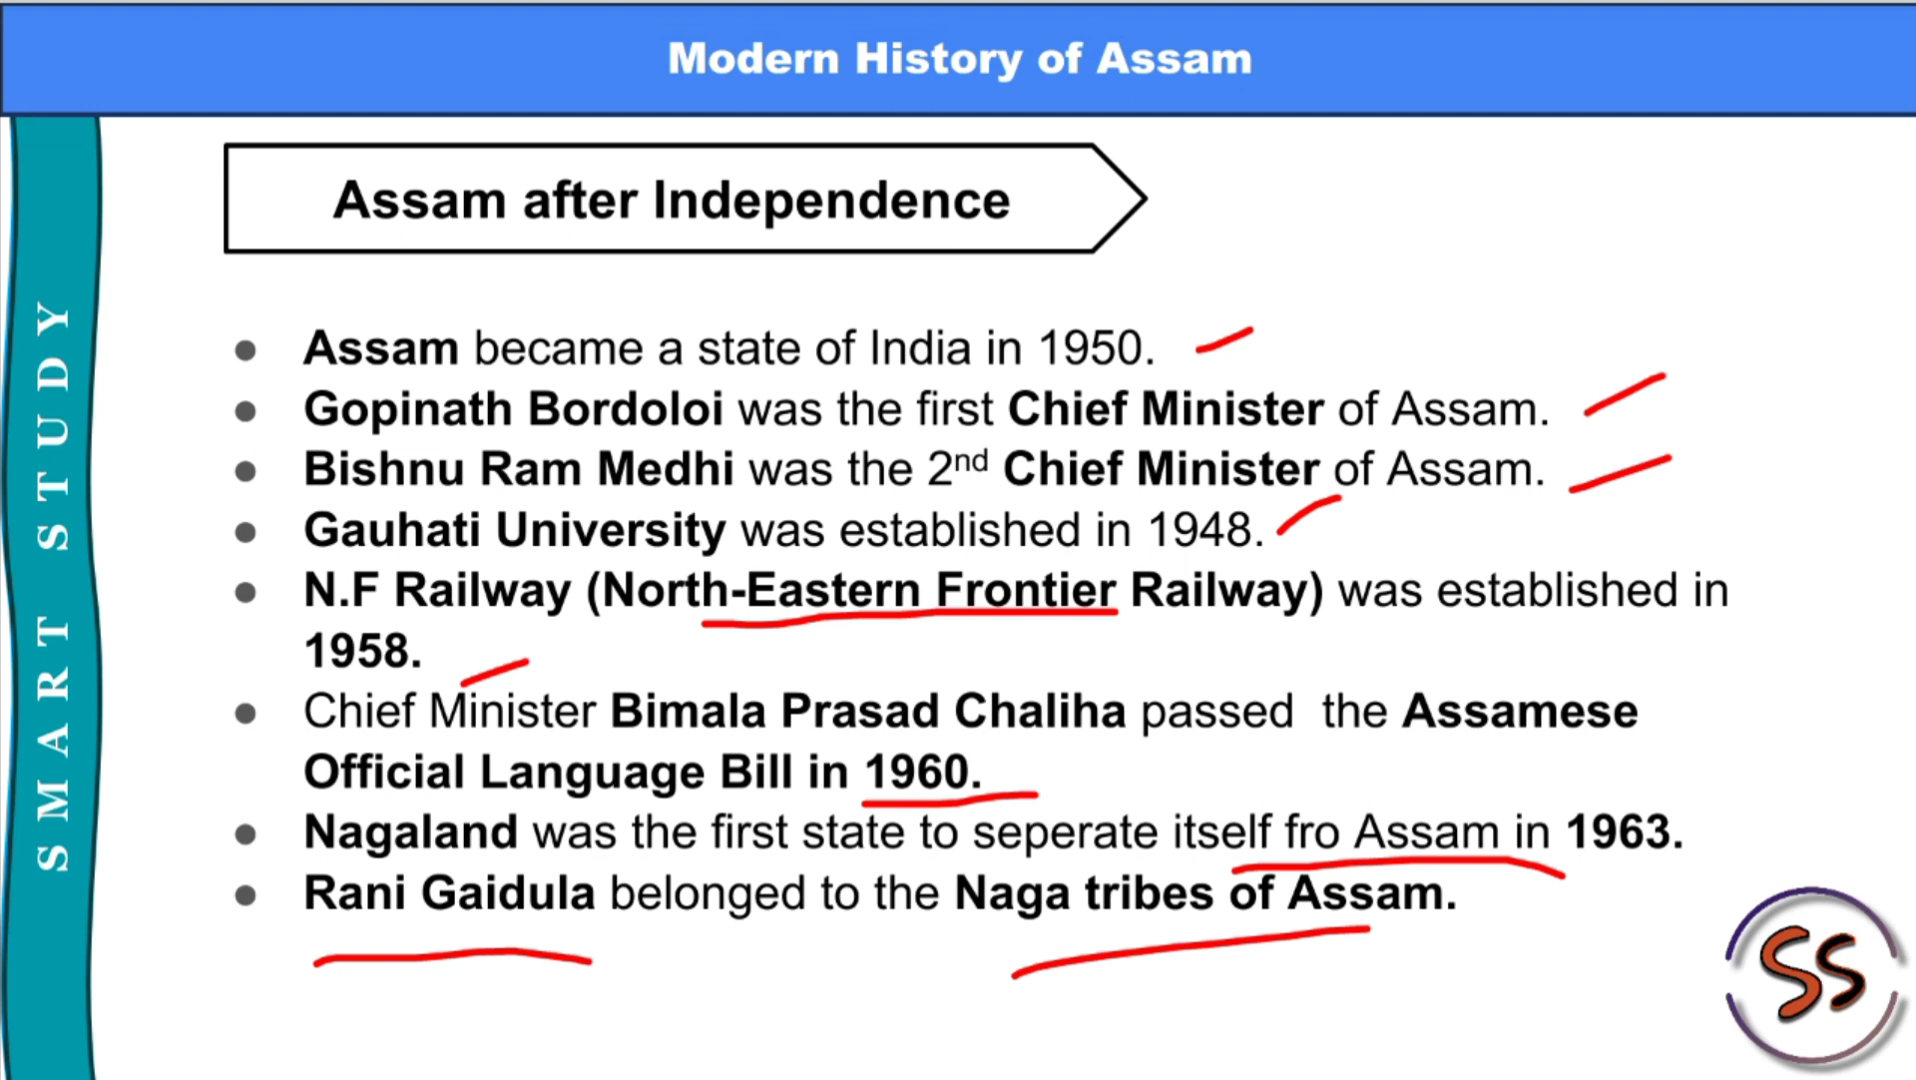 Modern History of Assam
Assam after Independence
SMART STUDY
● Assam became a state of India in 1950.
● Gopinath Bordoloi was the first Chief Minister of Assam.
● Bishnu Ram Medhi was the 2nd Chief Minister of Assam.
● Gauhati University was established in 1948.
● N.F Railway (North-Eastern Frontier Railway) was established in
1958.
● Chief Minister Bimala Prasad Chaliha passed the Assamese
Official Language Bill in 1960.
● Nagaland was the first state to seperate itself fro Assam in 1963.
● Rani Gaidula belonged to the Naga tribes of Assam.
SS